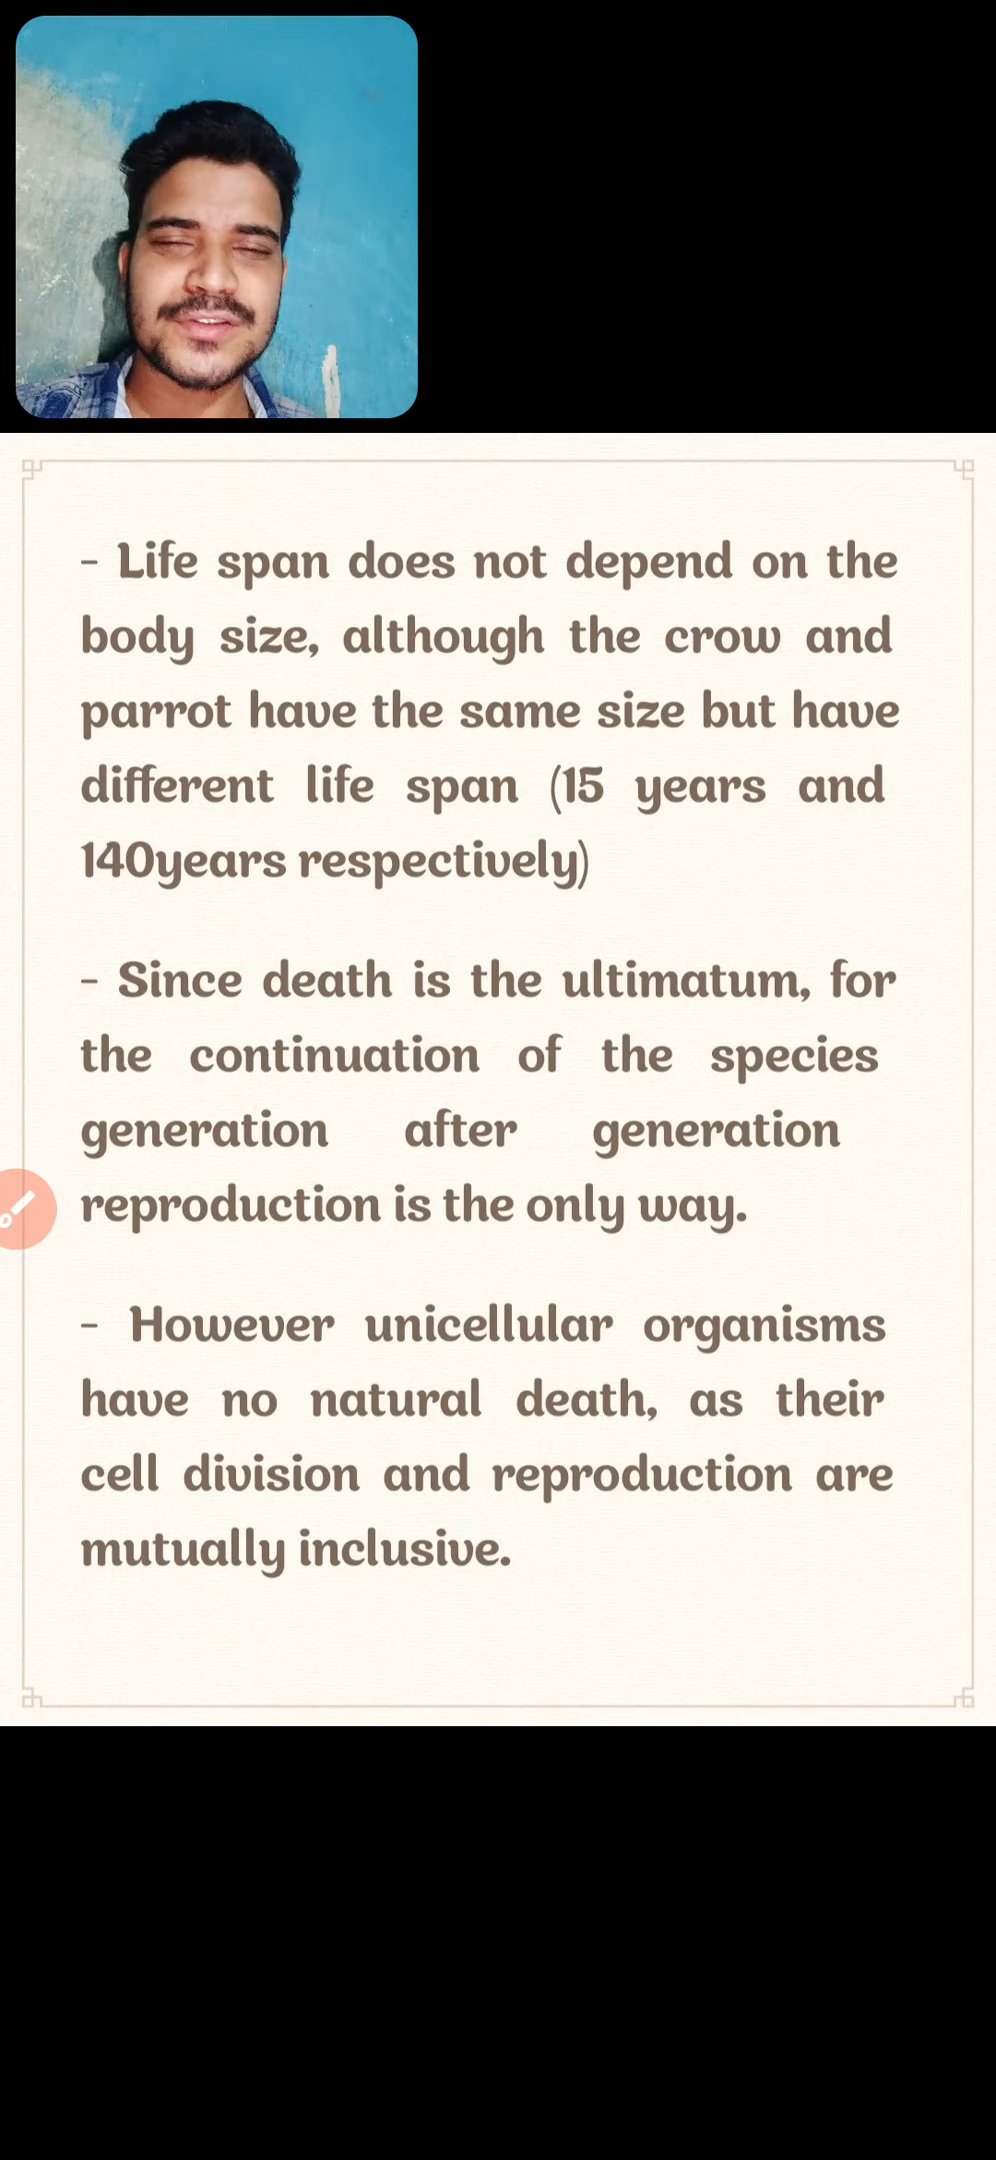 - Life span does not depend on the
body size, although the crow and
parrot have the same size but have
different life span (15 years and
140years respectively)
- Since death is the ultimatum, for
the continuation of the species
generation after generation
reproduction is the only way.
- However unicellular organisms
have no natural death, as their
cell division and reproduction are
mutually inclusive.